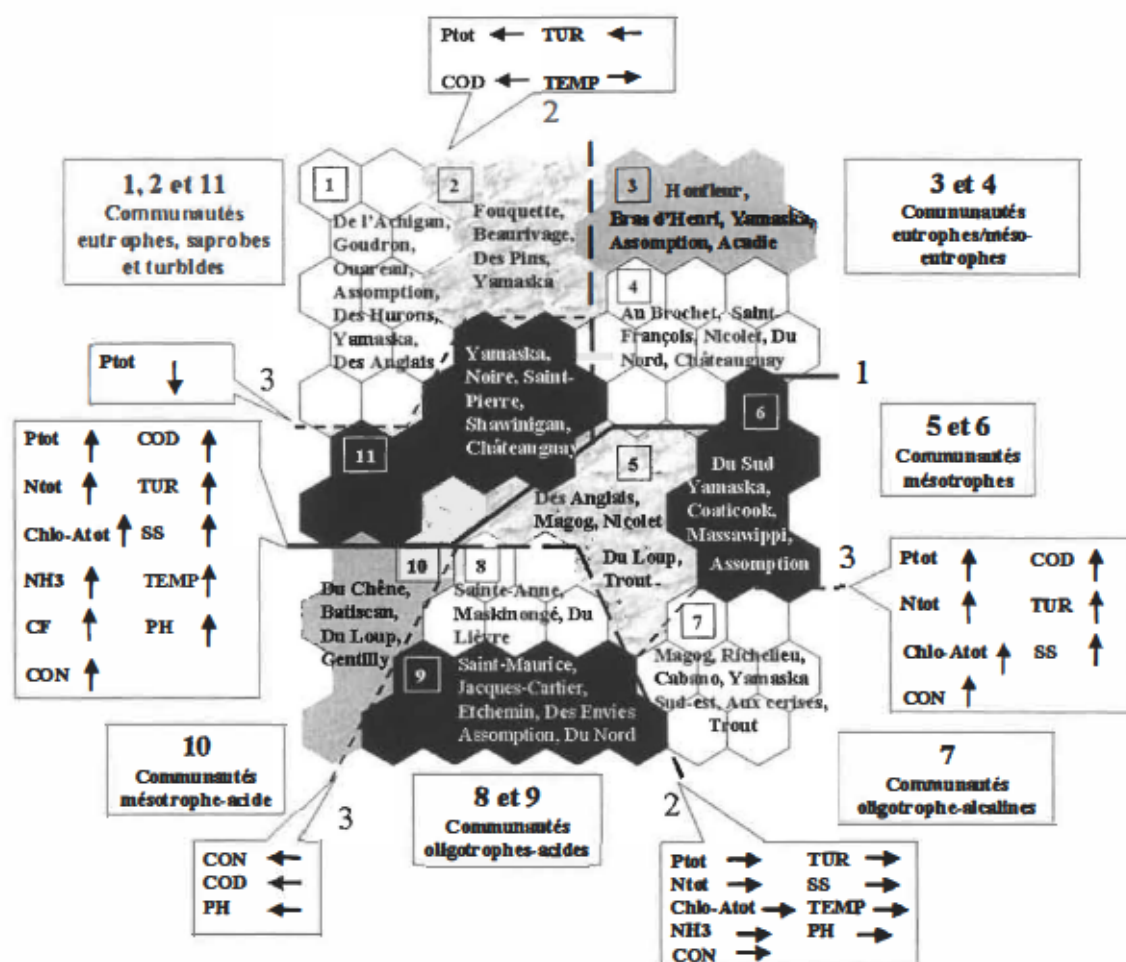 Ptot TUR
COD TEMP
2
1, 2 et 11
Communautés
eutrophes, saprobes
et turbides
1
De l'Achigan,
Goudron,
Ouareau,
Assomption,
Des Hurons,
Yamaska,
Des Anglais
2
Fouquette,
Beaurivage,
Des Pins,
Yamaska
3
Honfleur,
Bras d'Henri, Yamaska,
Assomption, Acadie
3 et 4
Communautés
eutrophes/méso-
eutrophes
4
Au Brochet, Saint-
François, Nicolet, Du
Nord, Châteauguay
Ptot
3
Yamaska,
Noire, Saint-
Pierre,
Shawinigan,
Châteauguay
11
1
6
Du Sud
Yamaska,
Coaticook,
Massawippi,
Assomption
5 et 6
Communautés
mésotrophes
Ptot COD
Ntot TUR
Chlo-Atot SS
NH3 TEMP
CF PH
CON
5
Des Anglais,
Magog, Nicolet
Du Loup,
Trout
3
Ptot COD
Ntot TUR
Chlo-Atot SS
CON
10
Du Chêne,
Batiscan,
Du Loup,
Gentilly
8
Sainte-Anne,
Maskinongé, Du
Lièvre
7
Magog, Richelieu,
Cabano, Yamaska
Sud-est, Aux cerises,
Trout
9
Saint-Maurice,
Jacques-Cartier,
Etchemin, Des Envies
Assomption, Du Nord
10
Communautés
mésotrophe-acide
3
8 et 9
Communautés
oligotrophes-acides
2
7
Communautés
oligotrophe-alcalines
CON
COD
PH
Ptot TUR
Ntot SS
Chlo-Atot TEMP
NH3 PH
CON